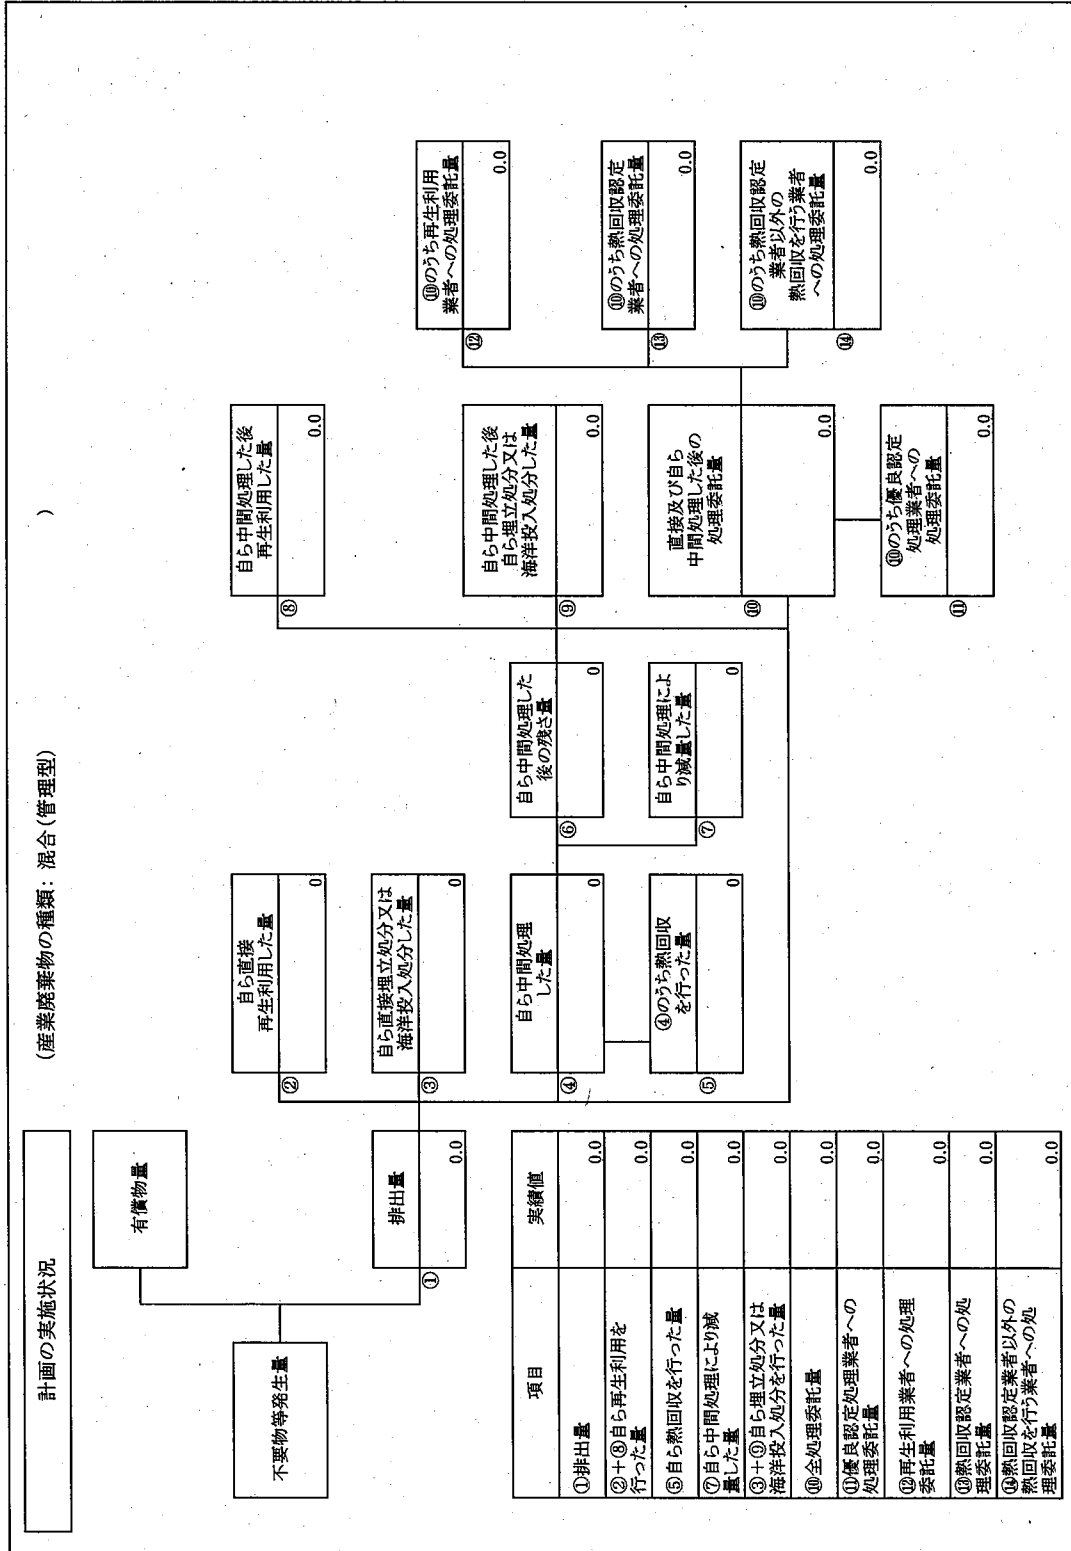 計画の実施状況
(産業廃棄物の種類: 混合(管理型)
)
不要物等発生量
有償物量
排出量
①
0.0
自ら直接
再生利用した量
②
0
自ら直接埋立処分又は
海洋投入処分した量
③
0
自ら中間処理
した量
④
0
④のうち熱回収
を行った量
⑤
0
自ら中間処理した
後の残さ量
⑥
0
自ら中間処理によ
り減量した量
⑦
0
自ら中間処理した後
再生利用した量
⑧
0.0
自ら中間処理した後
自ら埋立処分又は
海洋投入処分した量
⑨
0.0
直接及び自ら
中間処理した後の
処理委託量
⑩
0.0
⑩のうち優良認定
処理業者への
処理委託量
⑪
0.0
⑩のうち再生利用
業者への処理委託量
⑫
0.0
⑩のうち熱回収認定
業者への処理委託量
⑬
0.0
⑩のうち熱回収認定
業者以外の
熱回収を行う業者
への処理委託量
⑭
0.0
項目 実績値
①排出量 0.0
②+⑧自ら再生利用を
行った量 0.0
⑤自ら熱回収を行った量 0.0
⑦自ら中間処理により減
量した量 0.0
③+⑨自ら埋立処分又は
海洋投入処分を行った量 0.0
⑩全処理委託量 0.0
⑪優良認定処理業者への
処理委託量 0.0
⑫再生利用業者への処理
委託量 0.0
⑬熱回収認定業者への処
理委託量 0.0
⑭熱回収認定業者以外の
熱回収を行う業者への処
理委託量 0.0